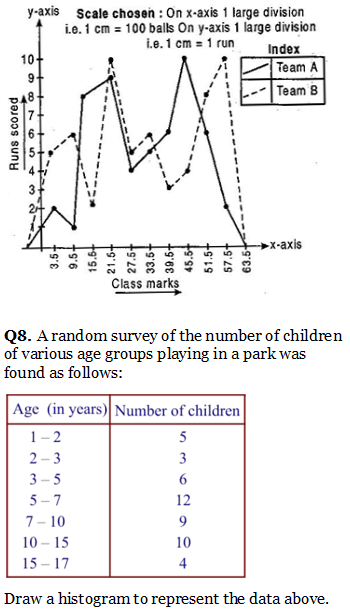 y-axis Scale chosen : On x-axis 1 large division
i.e. 1 cm = 100 balls On y-axis 1 large division
i.e. 1 cm = 1 run
Index
Team A
Team B
Runs scored
10
9
8
7
6
5
4
3
2
3.5 9.5 15.5 21.5 27.5 33.5 39.5 45.5 51.5 57.5 63.5
x-axis
Class marks
Q8. A random survey of the number of children
of various age groups playing in a park was
found as follows:
Age (in years) Number of children
1 – 2 5
2 – 3 3
3 – 5 6
5 – 7 12
7 – 10 9
10 – 15 10
15 – 17 4
Draw a histogram to represent the data above.